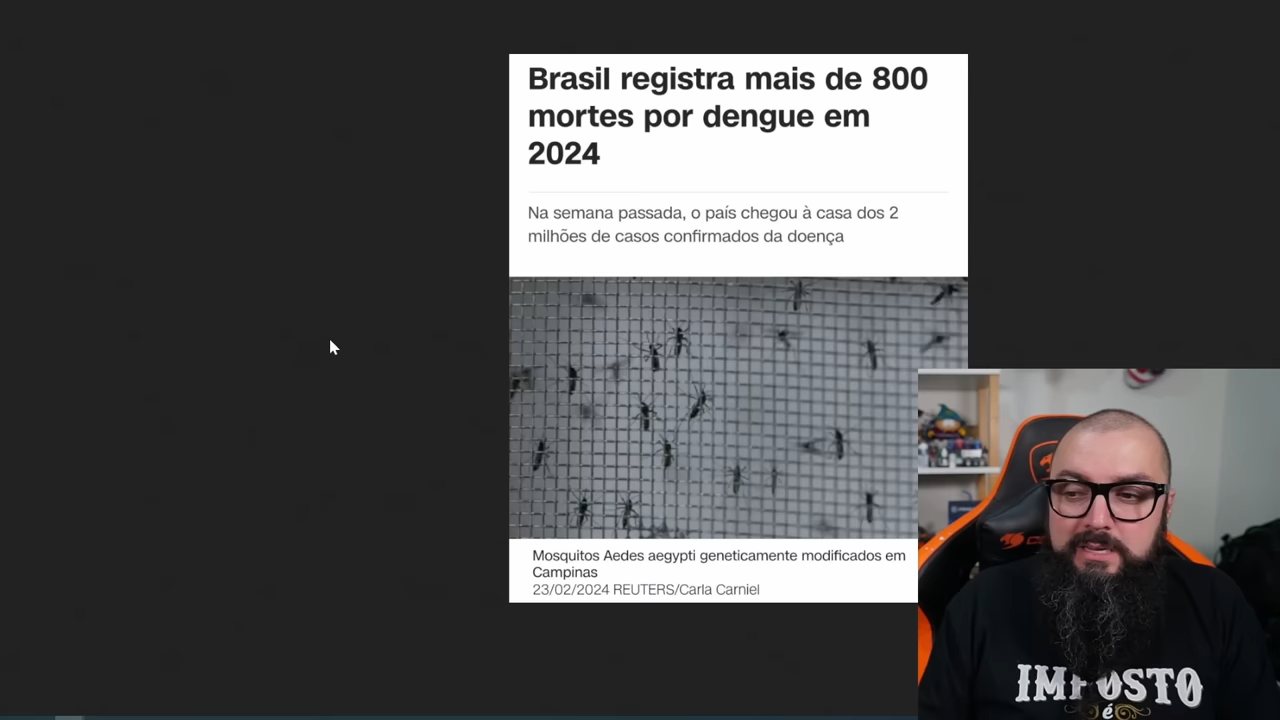 Brasil registra mais de 800
mortes por dengue em
2024
Na semana passada, o país chegou à casa dos 2
milhões de casos confirmados da doença
Mosquitos Aedes aegypti geneticamente modificados em
Campinas
23/02/2024 REUTERS/Carla Carniel
IMPOSTO
é